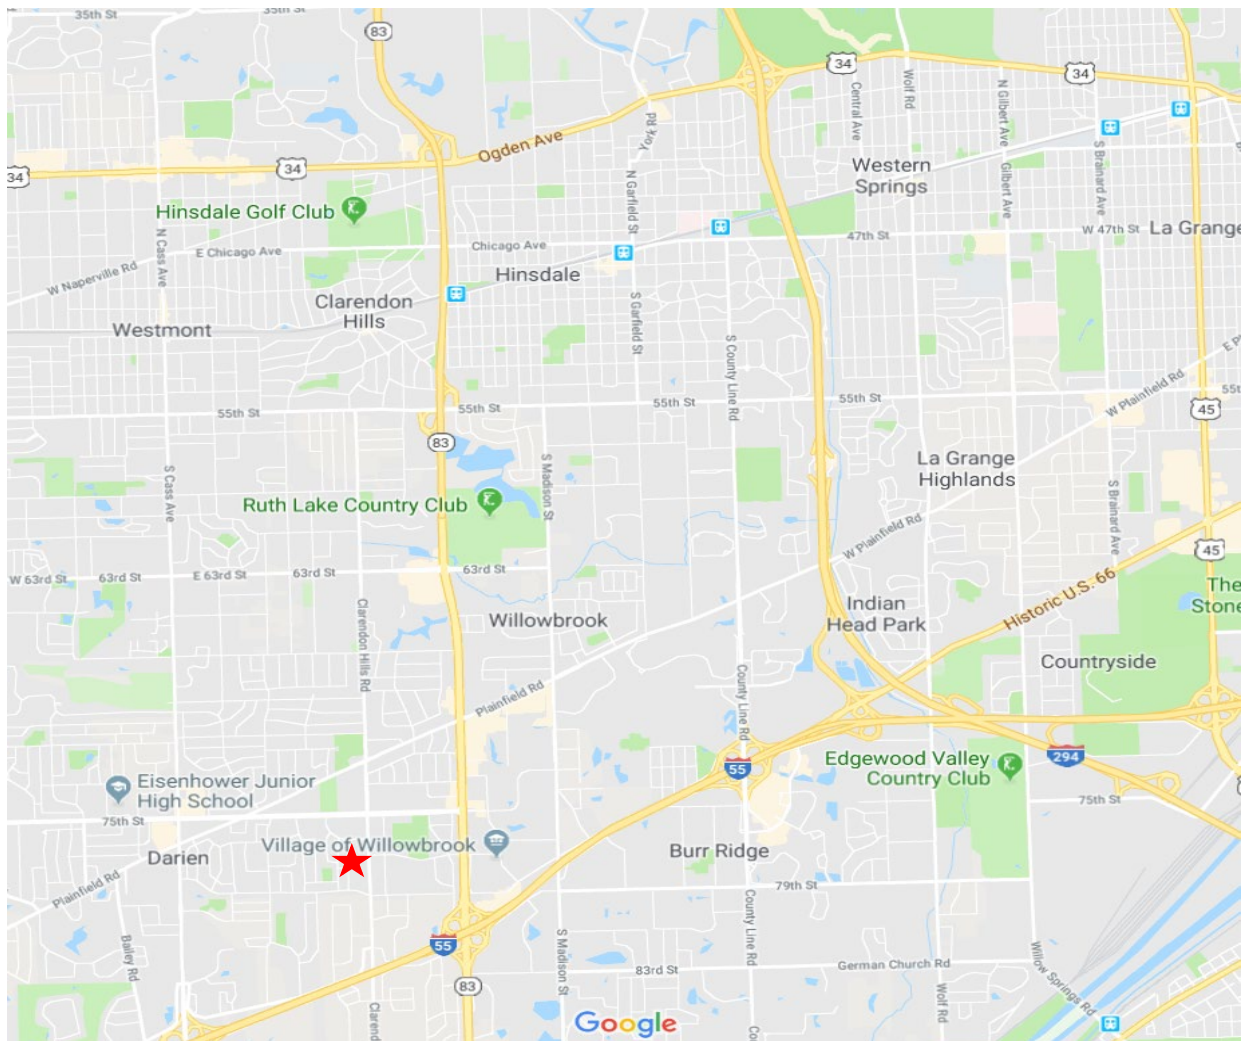 35th St
35th St
83
34
34
Wolf Rd
Central Ave
N Gilbert Ave
York Rd
Ogden Ave
34
34
Western
Springs
S Brainard Ave
Gilbert Ave
N Garfield St
Hinsdale Golf Club
N Cass Ave
E Chicago Ave
Chicago Ave
47th St
W 47th St
La Grange
W Naperville Rd
Hinsdale
Clarendon
Hills
Westmont
S Garfield St
S County Line Rd
55th St
55th St
55th St
55t
W Plainfield Rd
45
83
La Grange
Highlands
S Cass Ave
S Madison St
Ruth Lake Country Club
S Brainard Ave
W Plainfield Rd
45
W 63rd St
63rd St
E 63rd St
63rd St
63rd St
The
Stone
Historic U.S. 66
Indian
Head Park
Willowbrook
Clarendon Hills Rd
Countryside
Plainfield Rd
County Line Rd
Edgewood Valley
Country Club
55
294
Eisenhower Junior
High School
75th St
75th St
Village of Willowbrook
Darien
Burr Ridge
Plainfield Rd
79th St
County Line Rd
Bailey Rd
55
S Madison St
83rd St
German Church Rd
Wolf Rd
Willow Springs Rd
83
Clarend
Co
Google